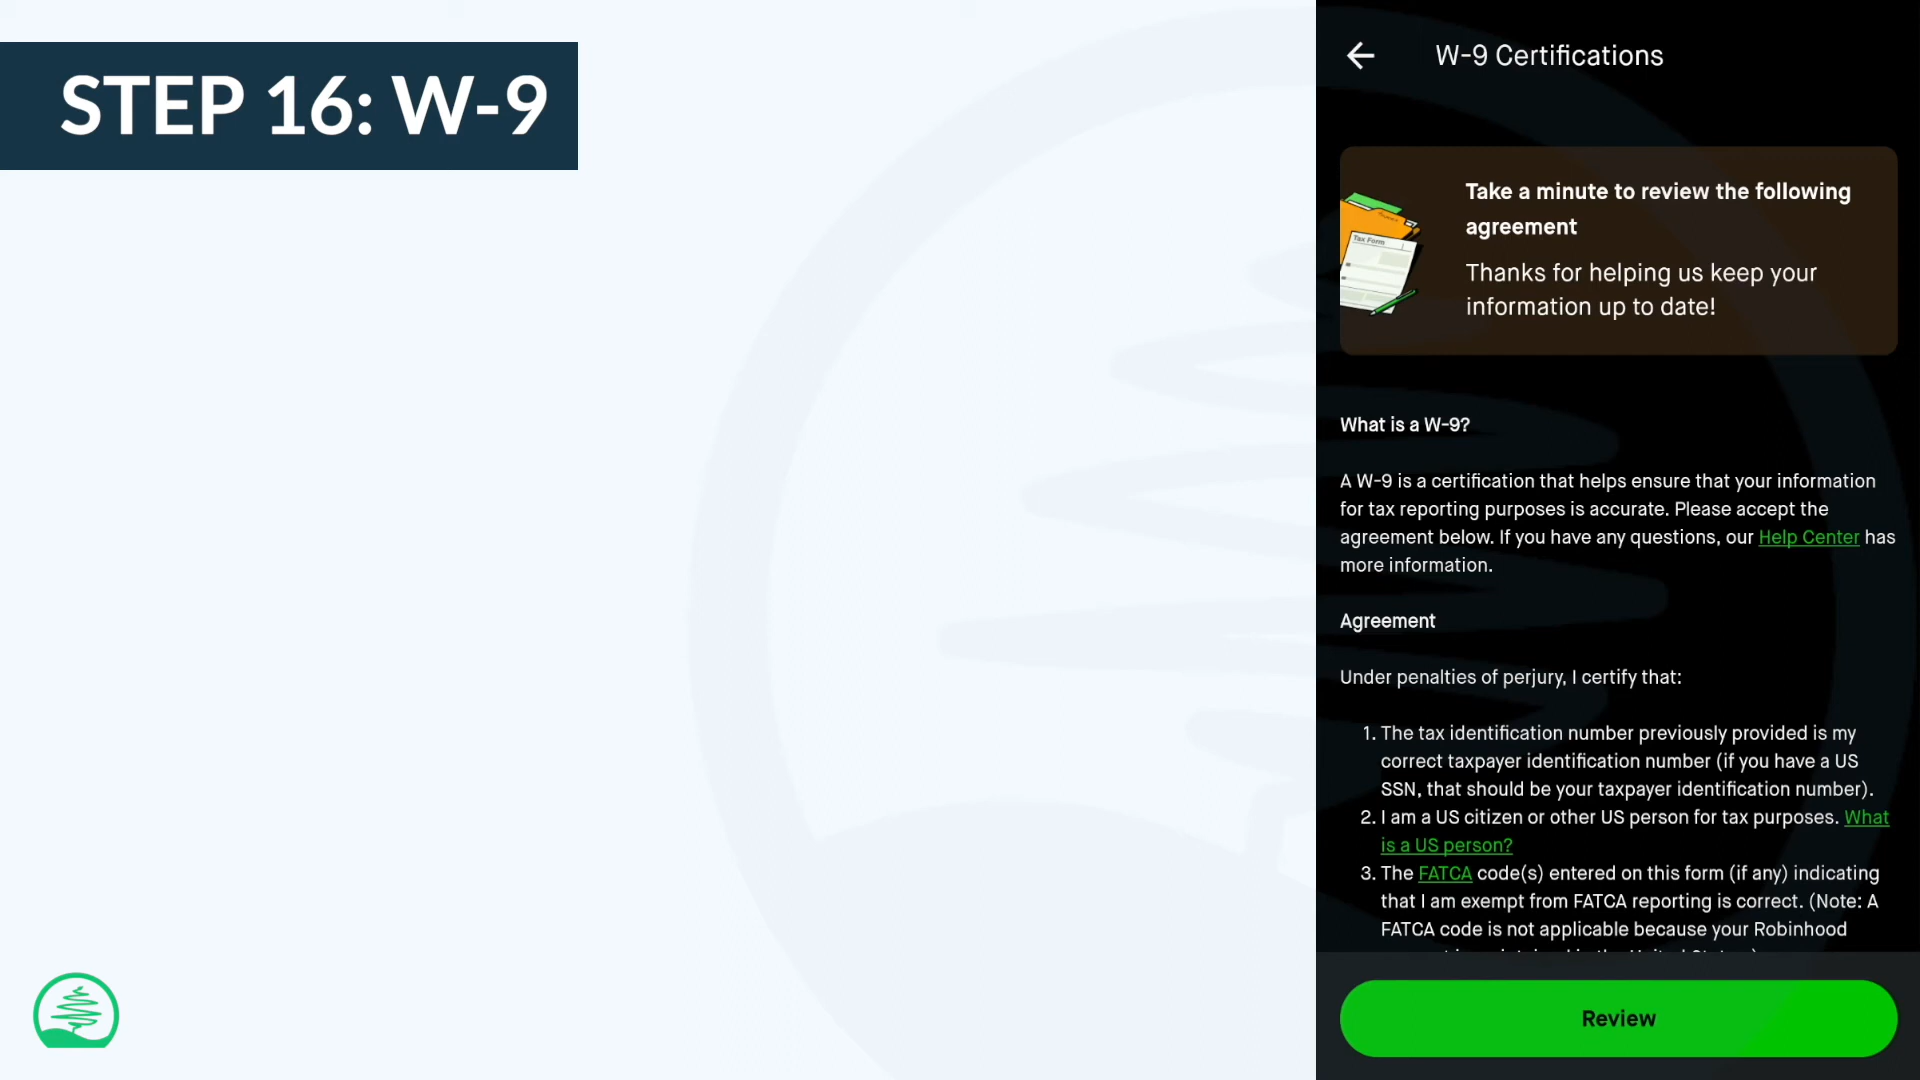 STEP 16: W-9
W-9 Certifications
Take a minute to review the following
agreement
Thanks for helping us keep your
information up to date!
Tax Form
What is a W-9?
A W-9 is a certification that helps ensure that your information
for tax reporting purposes is accurate. Please accept the
agreement below. If you have any questions, our Help Center has
more information.
Agreement
Under penalties of perjury, I certify that:
1. The tax identification number previously provided is my
correct taxpayer identification number (if you have a US
SSN, that should be your taxpayer identification number).
2. I am a US citizen or other US person for tax purposes. What
is a US person?
3. The FATCA code(s) entered on this form (if any) indicating
that I am exempt from FATCA reporting is correct. (Note: A
FATCA code is not applicable because your Robinhood
Review